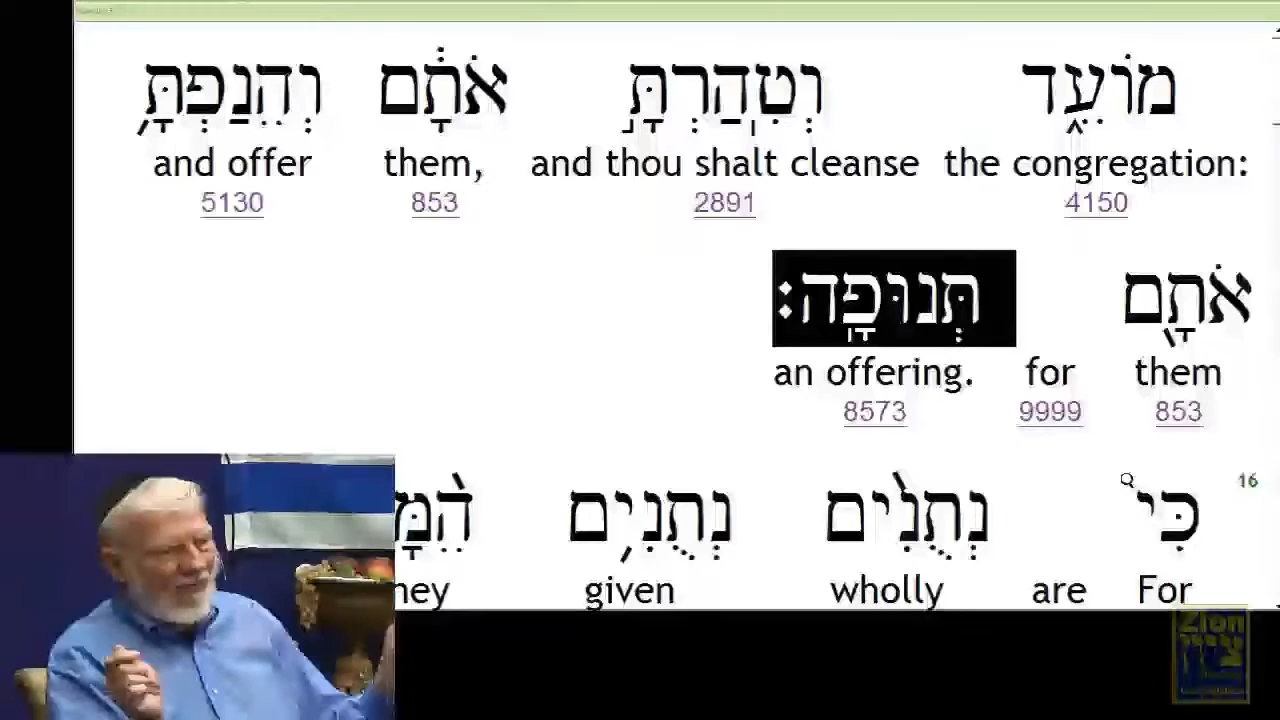 מוֹעֵ֑ד וְטִֽהַרְתָּ֣ אֹתָ֔ם וְהֵנַפְתָּ֥
and offer them, and thou shalt cleanse the congregation:
5130 853 2891 4150
אֹתָ֖ם תְּנוּפָֽה׃
an offering. for them
8573 9999 853
16 כִּי֩ נְתֻנִ֨ים נְתֻנִ֥ים
given wholly are For
Zion